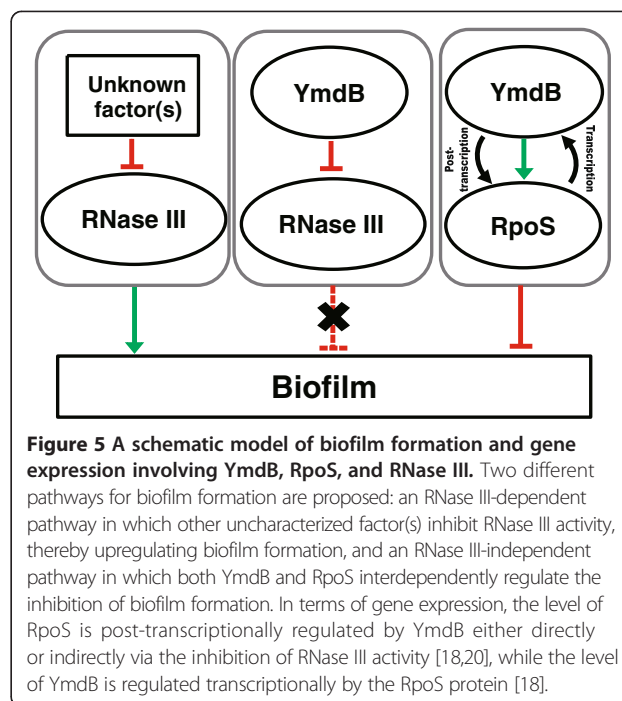 Unknown
factor(s)
RNase III
YmdB
RNase III
YmdB
Post-
transcription
Transcription
RpoS
Biofilm
Figure 5 A schematic model of biofilm formation and gene
expression involving YmdB, RpoS, and RNase III. Two different
pathways for biofilm formation are proposed: an RNase III-dependent
pathway in which other uncharacterized factor(s) inhibit RNase III activity,
thereby upregulating biofilm formation, and an RNase III-independent
pathway in which both YmdB and RpoS interdependently regulate the
inhibition of biofilm formation. In terms of gene expression, the level of
RpoS is post-transcriptionally regulated by YmdB either directly
or indirectly via the inhibition of RNase III activity [18,20], while the level
of YmdB is regulated transcriptionally by the RpoS protein [18].